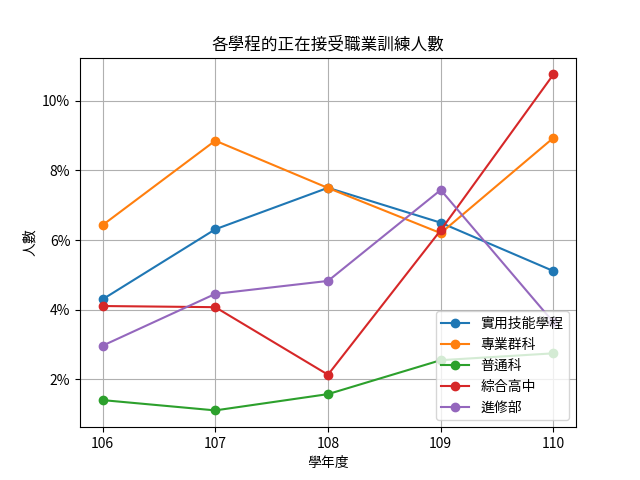 各學程的正在接受職業訓練人數
人數
10%
8%
6%
4%
2%
106 107 108 109 110
學年度
實用技能學程
專業群科
普通科
綜合高中
進修部